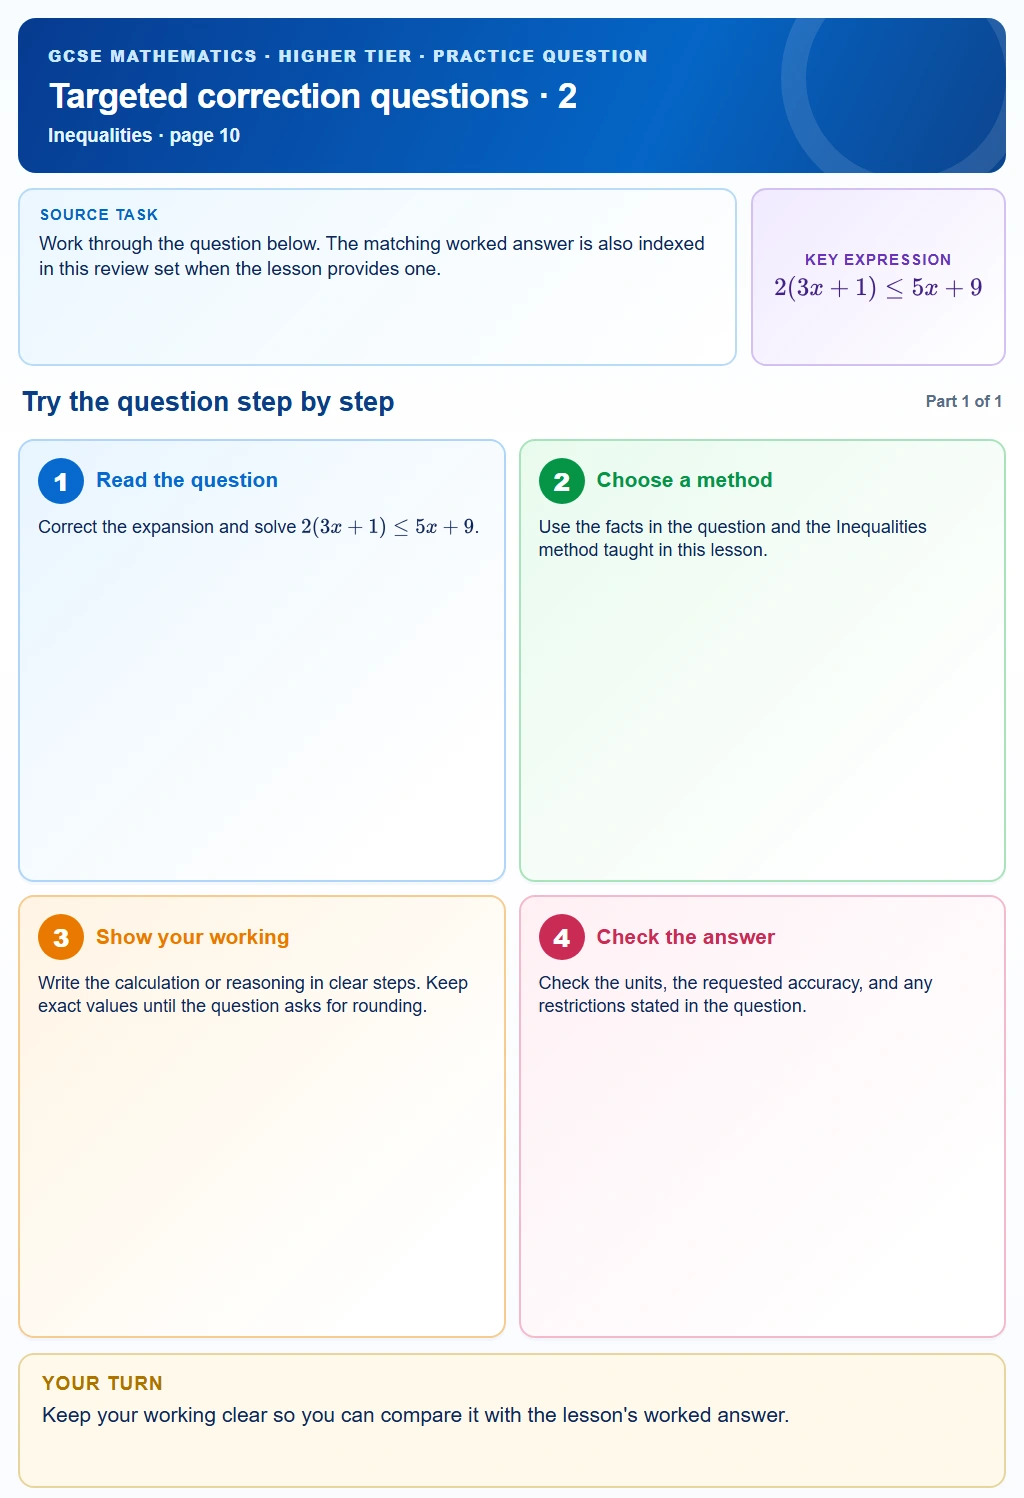 GCSE MATHEMATICS · HIGHER TIER · PRACTICE QUESTION
Targeted correction questions · 2
Inequalities · page 10
SOURCE TASK
Work through the question below. The matching worked answer is also indexed
in this review set when the lesson provides one.
KEY EXPRESSION
2(3x + 1) ≤ 5x + 9
Try the question step by step
Part 1 of 1
1 Read the question
Correct the expansion and solve 2(3x + 1) ≤ 5x + 9.
2 Choose a method
Use the facts in the question and the Inequalities
method taught in this lesson.
3 Show your working
Write the calculation or reasoning in clear steps. Keep
exact values until the question asks for rounding.
4 Check the answer
Check the units, the requested accuracy, and any
restrictions stated in the question.
YOUR TURN
Keep your working clear so you can compare it with the lesson's worked answer.